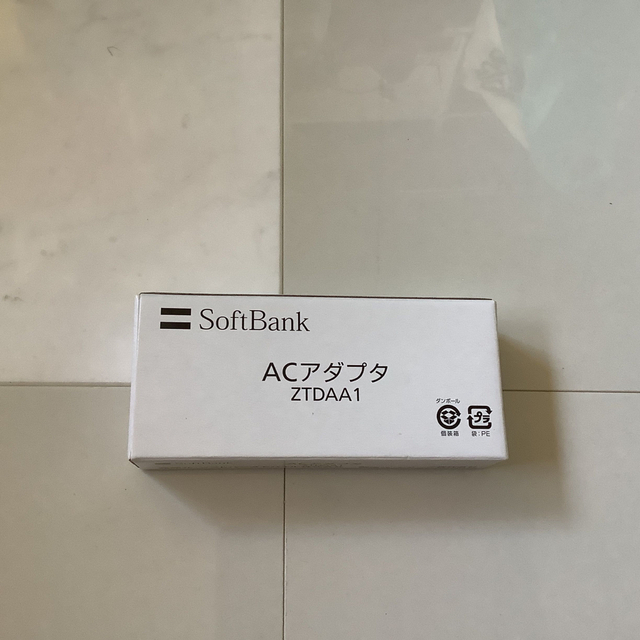 SoftBank
ACアダプタ
ZTDAA1
ダンボール
個装箱
プラ
袋:PE
SoftBank